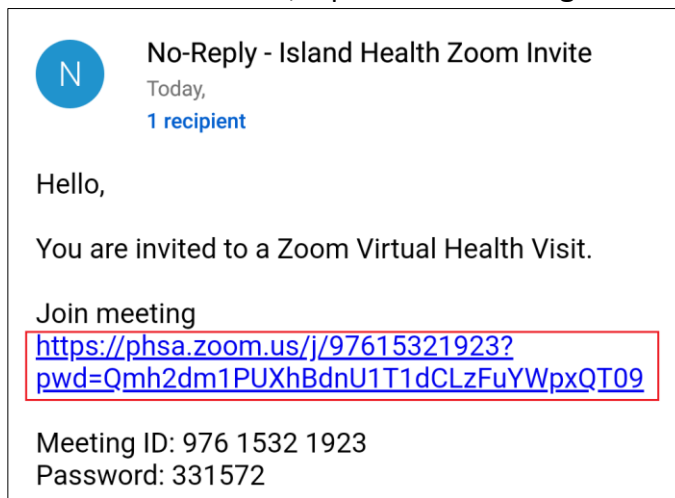 N
No-Reply - Island Health Zoom Invite
Today,
1 recipient
Hello,
You are invited to a Zoom Virtual Health Visit.
Join meeting
https://phsa.zoom.us/j/97615321923?
pwd=Qmh2dm1PUXhBdnU1T1dCLzFuYWpxQT09
Meeting ID: 976 1532 1923
Password: 331572